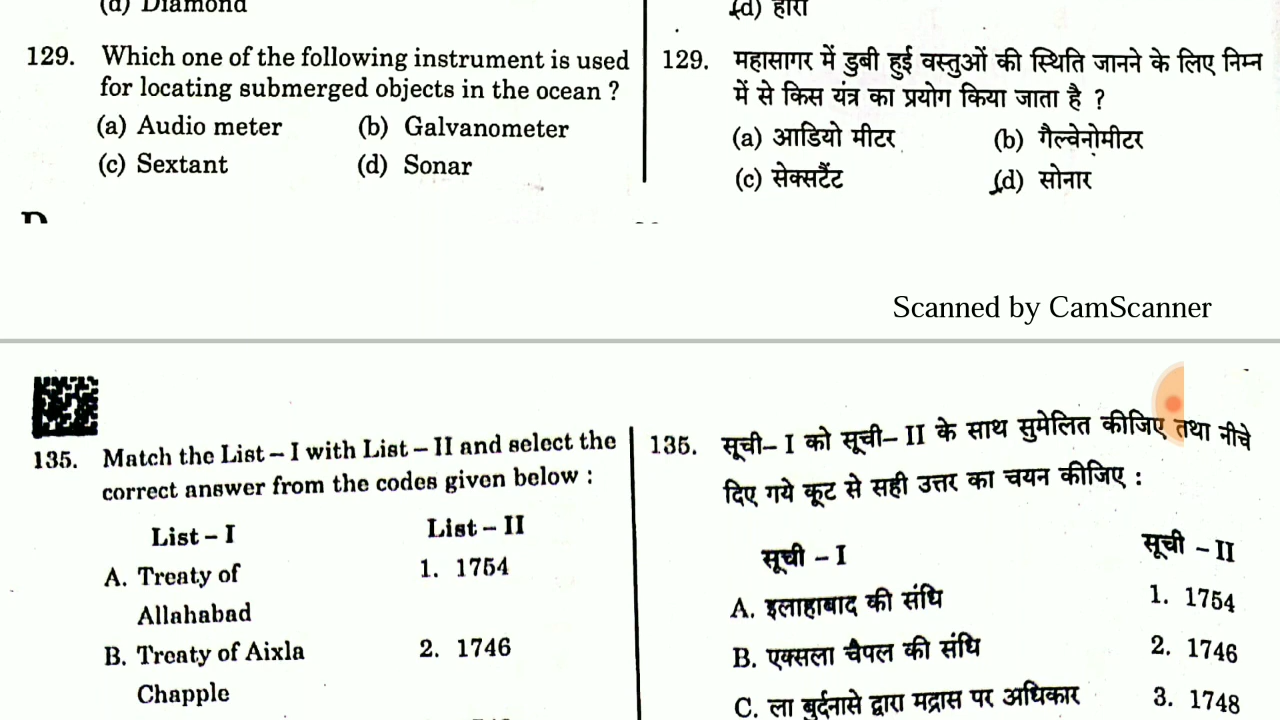 (d) Diamond
129. Which one of the following instrument is used
for locating submerged objects in the ocean ?
(a) Audio meter (b) Galvanometer
(c) Sextant (d) Sonar
(d) हीरा
129. महासागर में डुबी हुई वस्तुओं की स्थिति जानने के लिए निम्न
में से किस यंत्र का प्रयोग किया जाता है ?
(a) आडियो मीटर (b) गैल्वेनोमीटर
(c) सेक्सटैंट (d) सोनार
Scanned by CamScanner
135. Match the List – I with List – II and select the
correct answer from the codes given below :
List – I List – II
A. Treaty of 1. 1754
Allahabad
B. Treaty of Aixla 2. 1746
Chapple
135. सूची– I को सूची– II के साथ सुमेलित कीजिए तथा नीचे
दिए गये कूट से सही उत्तर का चयन कीजिए :
सूची – I सूची – II
A. इलाहाबाद की संधि 1. 1754
B. एक्सला चैपल की संधि 2. 1746
C. ला बुर्दनासे द्वारा मद्रास पर अधिकार 3. 1748